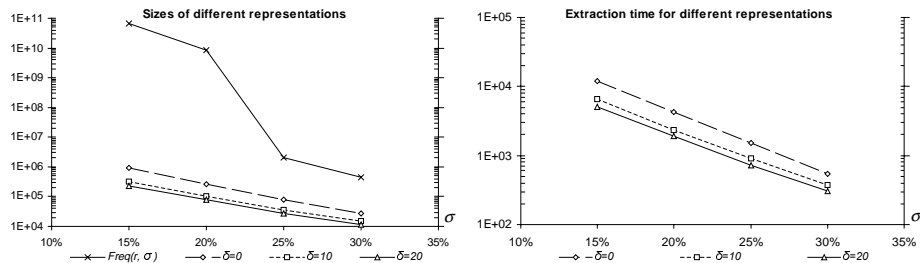 Sizes of different representations
1E+11
1E+10
1E+09
1E+08
1E+07
1E+06
1E+05
1E+04
10% 15% 20% 25% 30% 35%
σ
Freq(r, σ) δ=0 δ=10 δ=20
Extraction time for different representations
1E+05
1E+04
1E+03
1E+02
10% 15% 20% 25% 30% 35%
σ
δ=0 δ=10 δ=20